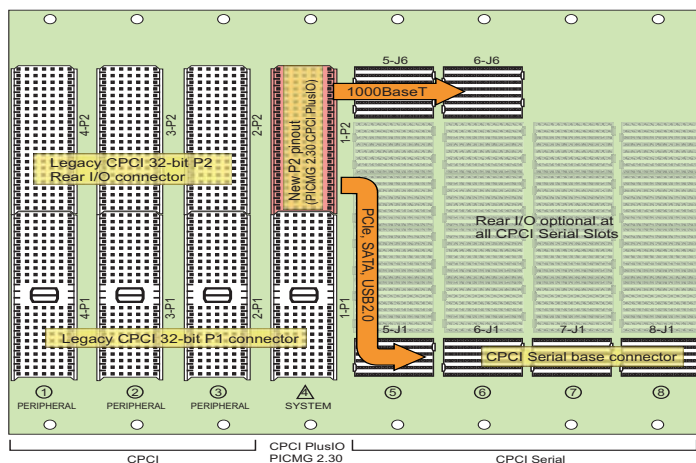 5-J6
6-J6
1000BaseT
4-P2
3-P2
2-P2
1-P2
New P2 pinout
(PICMG 2.30 CPCI PlusIO)
Legacy CPCI 32-bit P2
Rear I/O connector
PCIe, SATA, USB2.0
Rear I/O optional at
all CPCI Serial Slots
4-P1
3-P1
2-P1
1-P1
5-J1
6-J1
7-J1
8-J1
Legacy CPCI 32-bit P1 connector
CPCI Serial base connector
1
2
3
4
5
6
7
8
PERIPHERAL
PERIPHERAL
PERIPHERAL
SYSTEM
CPCI
CPCI PlusIO
PICMG 2.30
CPCI Serial